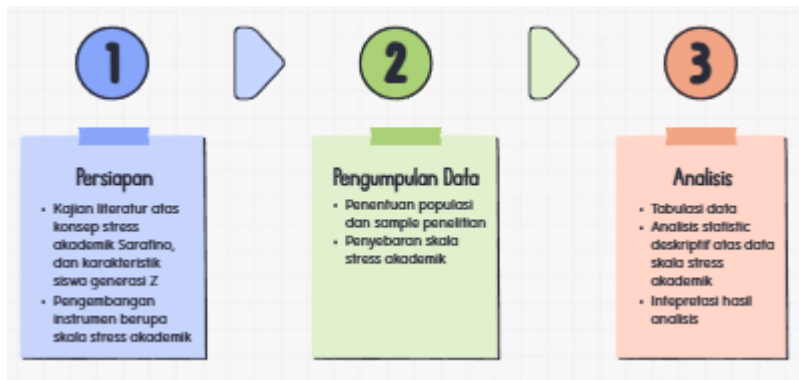 1
2
3
Persiapan
• Kajian literatur atas
konsep stress
akademik Sarafino,
dan karakteristik
siswa generasi Z
• Pengembangan
instrumen berupa
skala stress akademik
Pengumpulan Data
• Penentuan populasi
dan sample penelitian
• Penyebaran skala
stress akademik
Analisis
• Tabulasi data
• Analisis statistic
deskriptif atas data
skala stress
akademik
• Intepretasi hasil
analisis